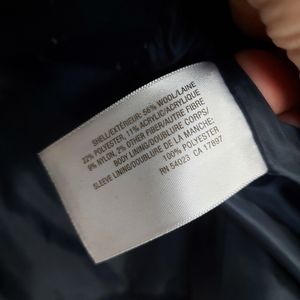 SHELL/EXTÉRIEUR: 56% WOOL/LAINE
22% POLYESTER, 11% ACRYLIC/ACRYLIQUE
9% NYLON, 2% OTHER FIBER/AUTRE FIBRE
BODY LINING/DOUBLURE CORPS/
SLEEVE LINING/DOUBLURE DE LA MANCHE:
100% POLYESTER
RN 54023 CA 17897